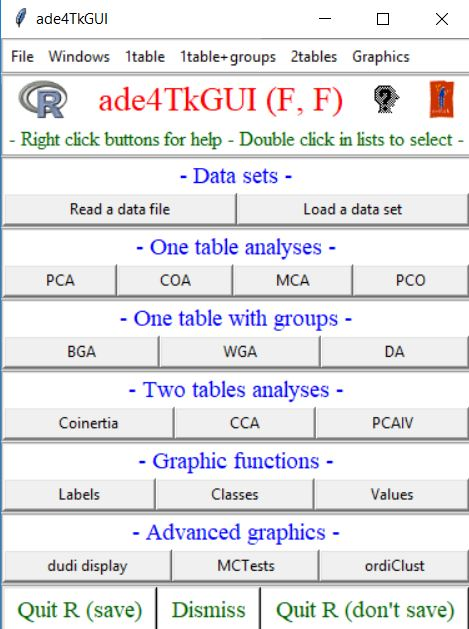 ade4TkGUI
File Windows 1table 1table+groups 2tables Graphics
R ade4TkGUI (F, F)
- Right click buttons for help - Double click in lists to select -
- Data sets -
Read a data file Load a data set
- One table analyses -
PCA COA MCA PCO
- One table with groups -
BGA WGA DA
- Two tables analyses -
Coinertia CCA PCAIV
- Graphic functions -
Labels Classes Values
- Advanced graphics -
dudi display MCTests ordiClust
Quit R (save) Dismiss Quit R (don't save)